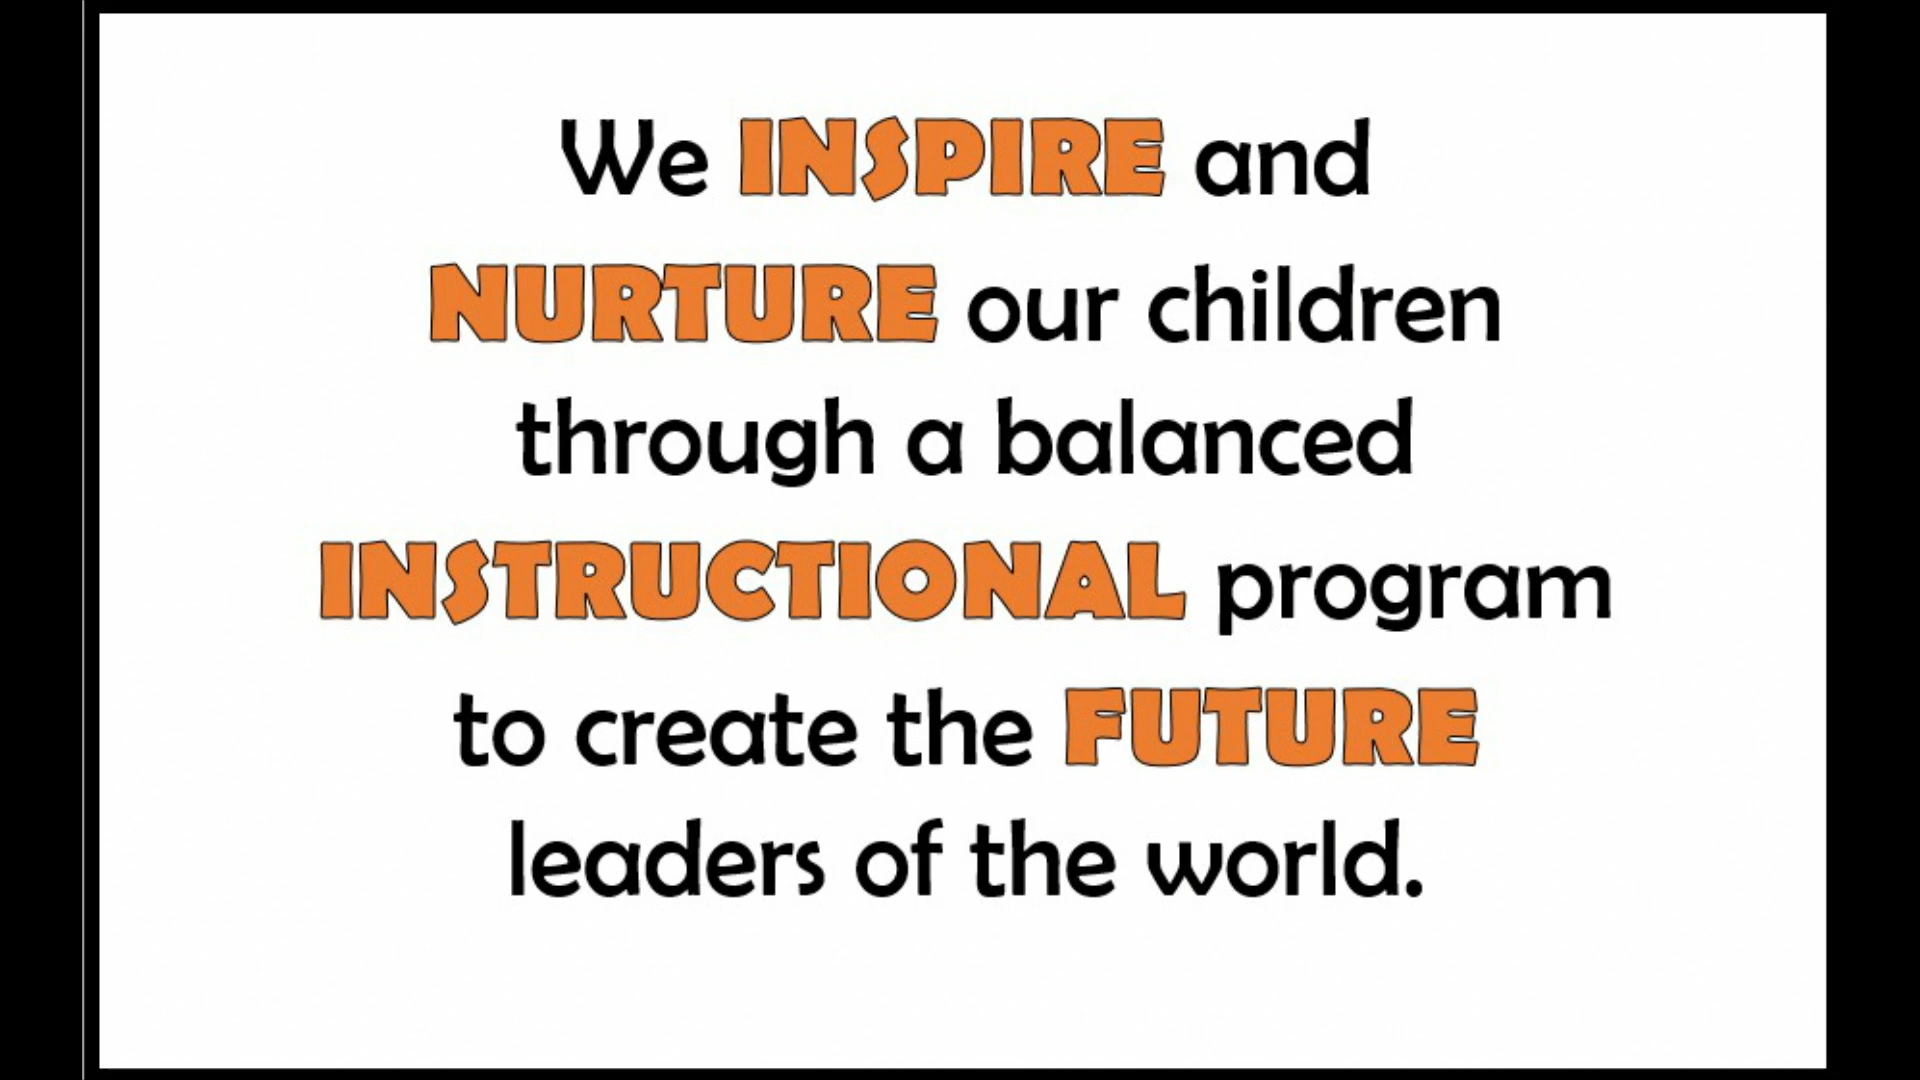 We INSPIRE and
NURTURE our children
through a balanced
INSTRUCTIONAL program
to create the FUTURE
leaders of the world.